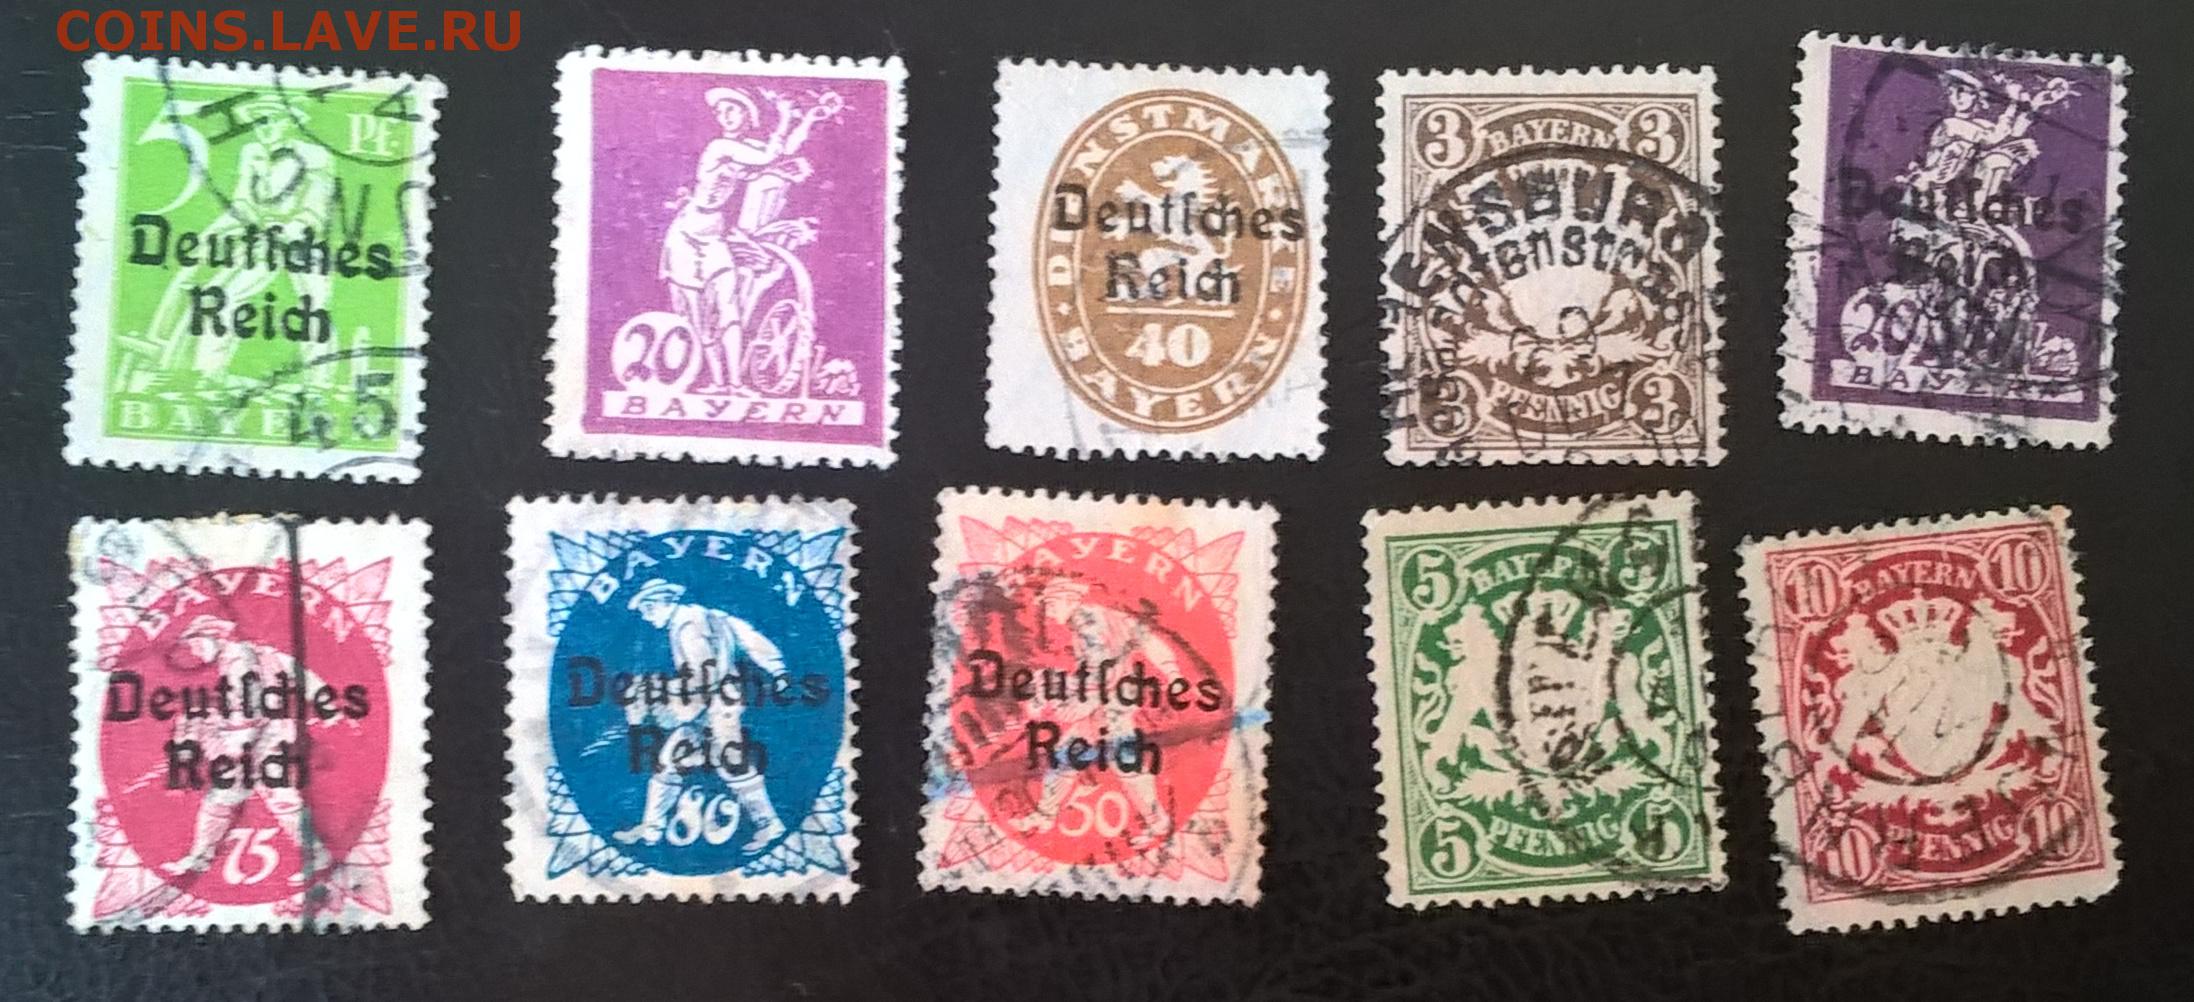 COINS.LAVE.RU
5 Pf.
Deutſches
Reich
BAYERN
45
20
BAYERN
DIENSTMARKE
Deutſches
Reich
40
BAYERN
3 BAYERN 3
3 PFENNIG 3
Deutſches
Reich
20
BAYERN
BAYERN
Deutſches
Reich
75
BAYERN
Deutſches
Reich
80
BAYERN
Deutſches
Reich
50
5 BAYERN 5
5 PFENNIG 5
10 BAYERN 10
10 PFENNIG 10